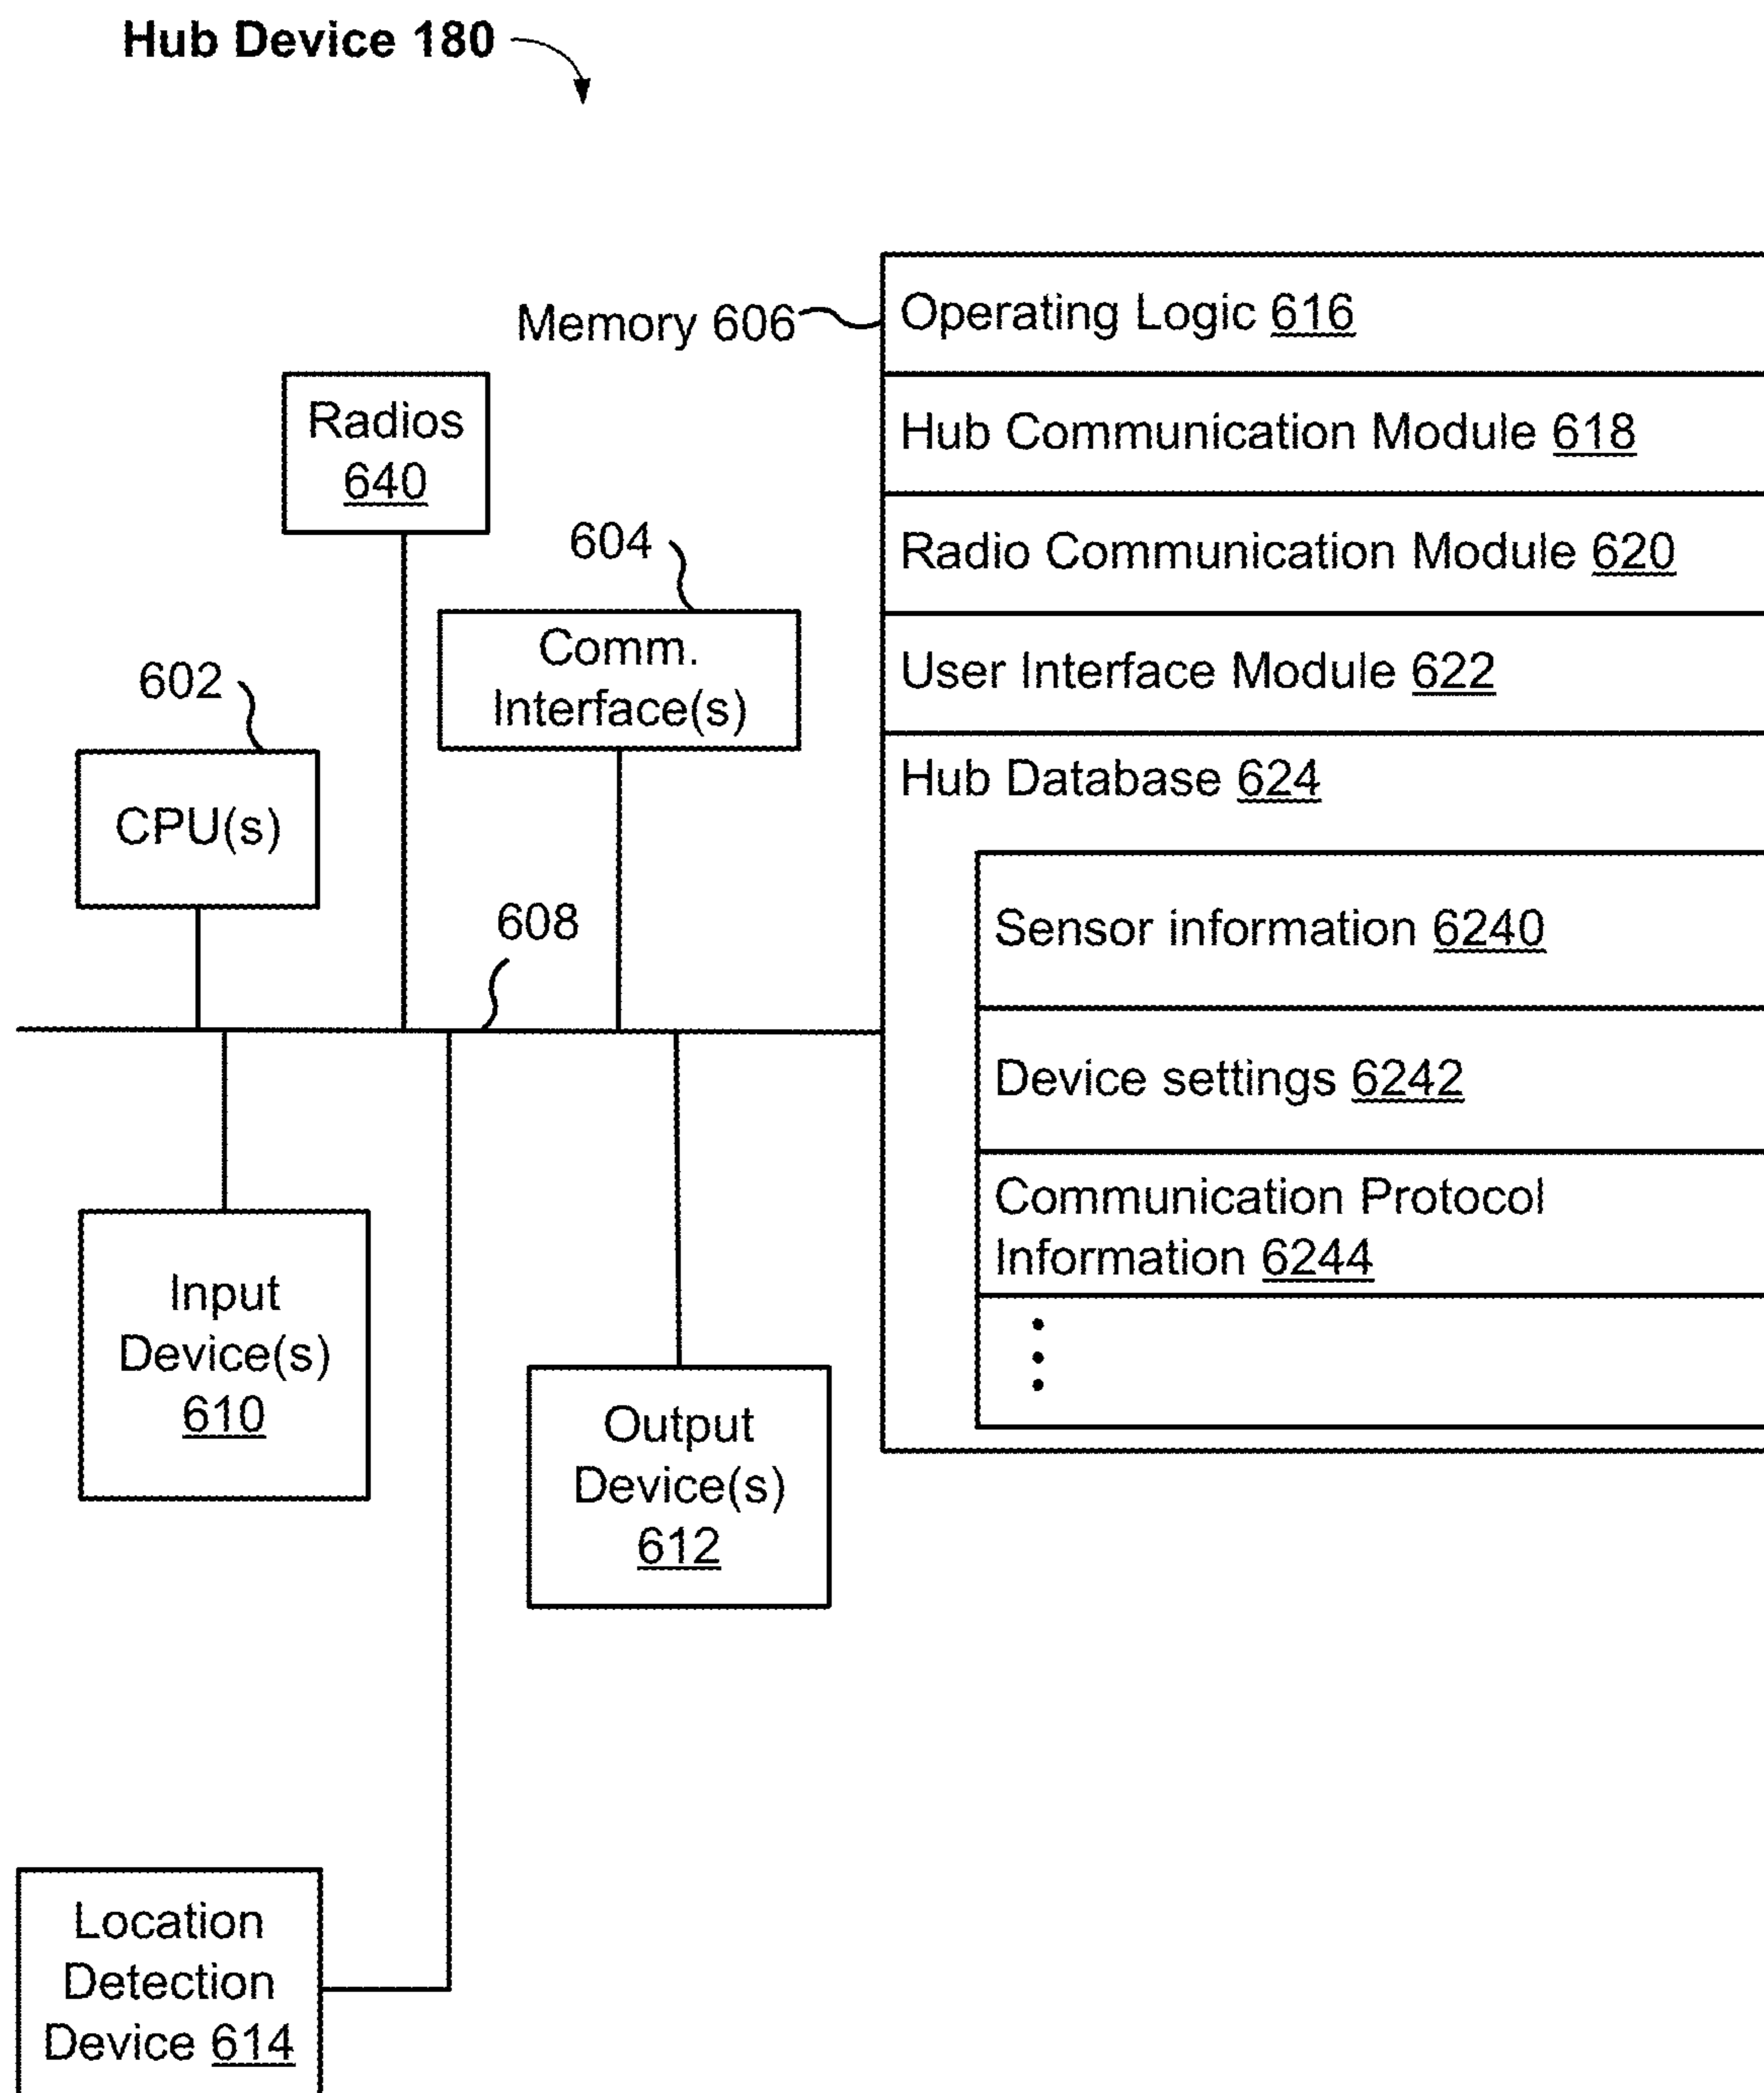 Hub Device 180
Memory 606
Operating Logic 616
Hub Communication Module 618
Radio Communication Module 620
User Interface Module 622
Hub Database 624
Sensor information 6240
Device settings 6242
Communication Protocol
Information 6244
Radios
640
604
Comm.
Interface(s)
602
CPU(s)
608
Input
Device(s)
610
Output
Device(s)
612
Location
Detection
Device 614